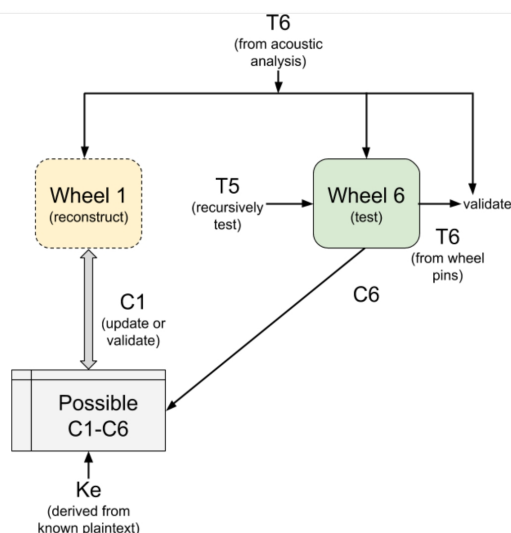 T6
(from acoustic
analysis)
Wheel 1
(reconstruct)
T5
(recursively
test)
Wheel 6
(test)
validate
T6
(from wheel
pins)
C6
C1
(update or
validate)
Possible
C1-C6
Ke
(derived from
known plaintext)